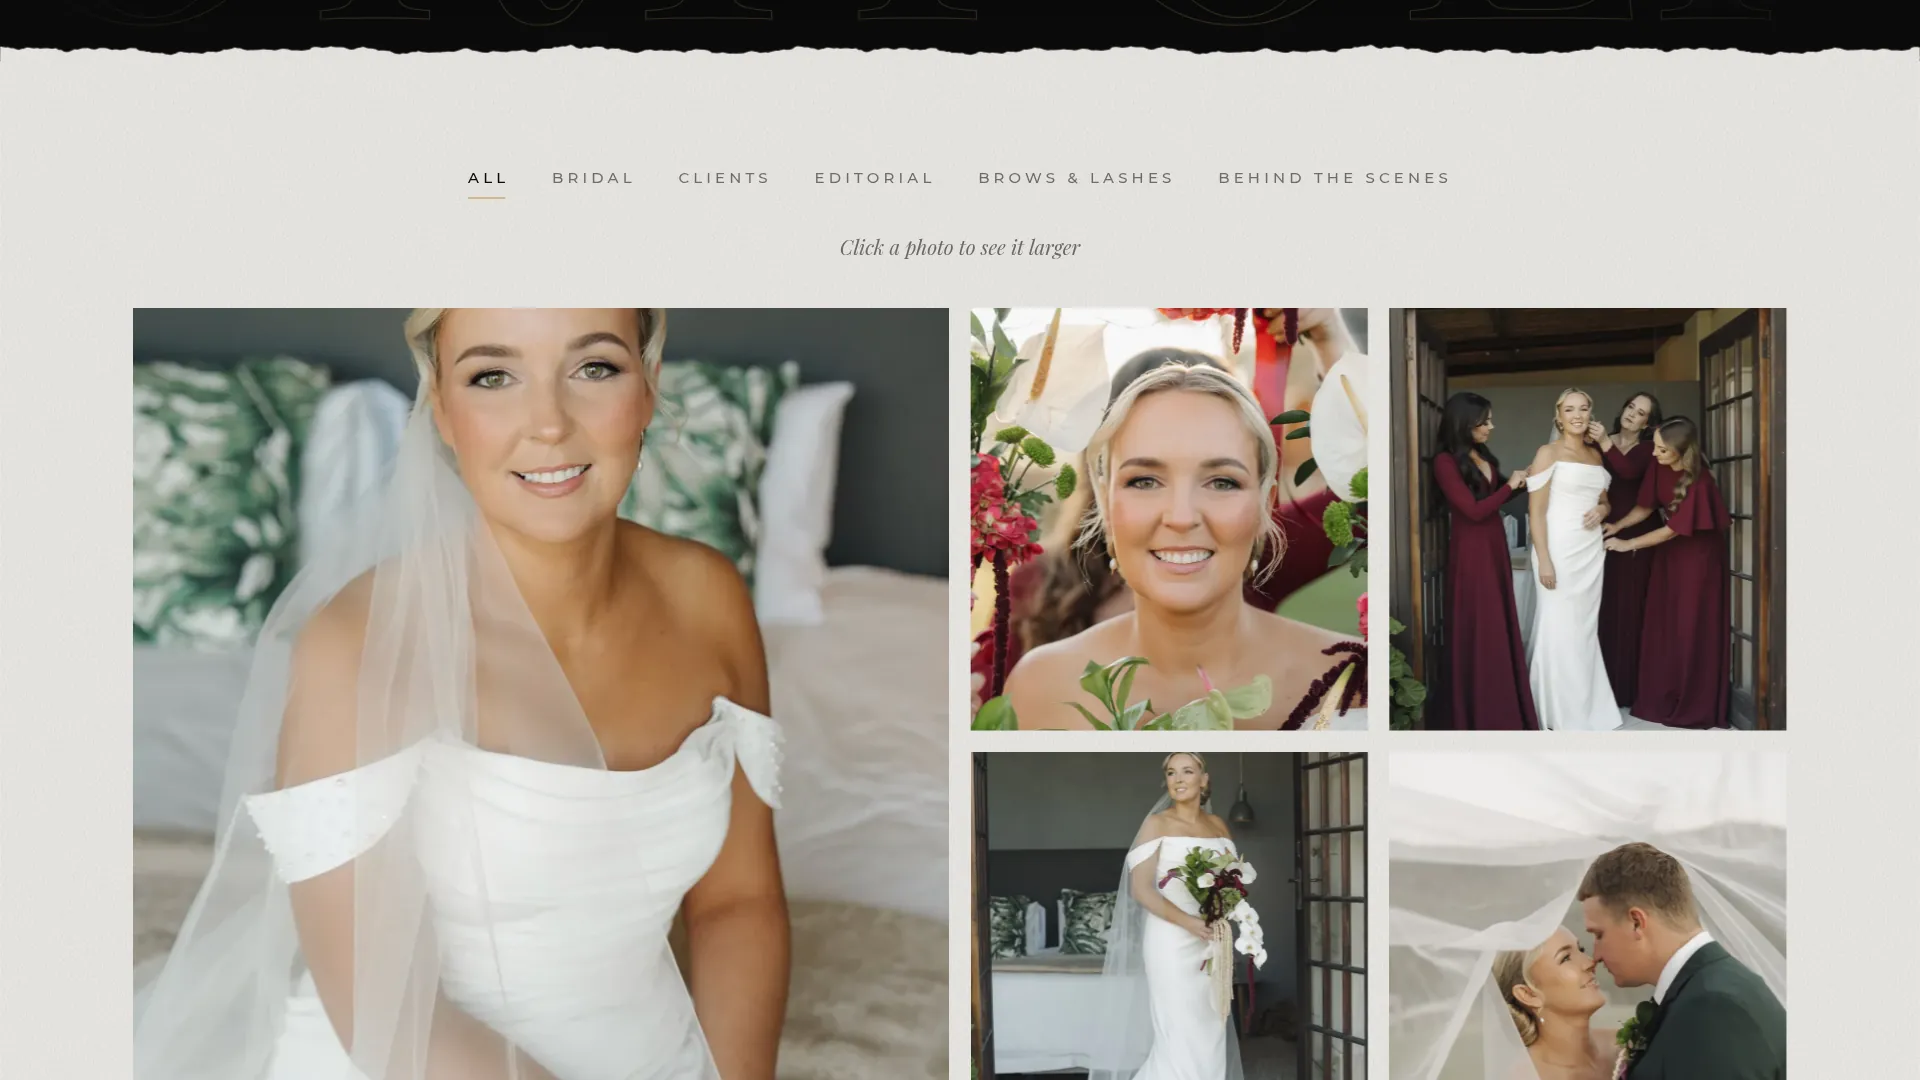 ALL BRIDAL CLIENTS EDITORIAL BROWS & LASHES BEHIND THE SCENES
Click a photo to see it larger